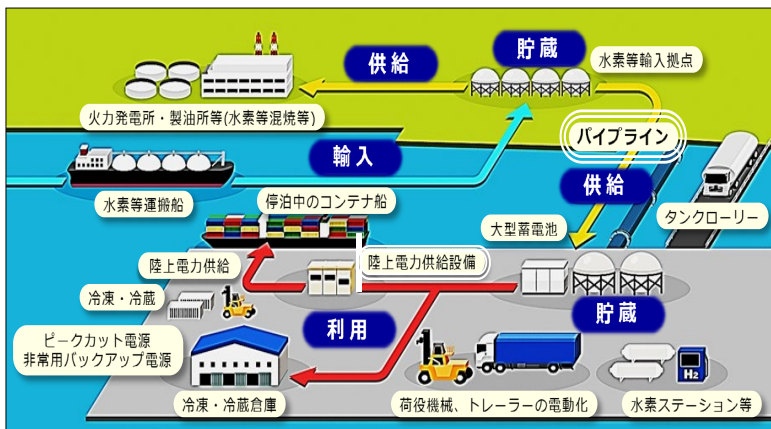 供給
貯蔵
水素等輸入拠点
火力発電所・製油所等(水素等混焼等)
パイプライン
輸入
供給
水素等運搬船
停泊中のコンテナ船
タンクローリー
大型蓄電池
陸上電力供給
陸上電力供給設備
冷凍・冷蔵
貯蔵
利用
ピークカット電源
非常用バックアップ電源
H2
冷凍・冷蔵倉庫
荷役機械、トレーラーの電動化
水素ステーション等